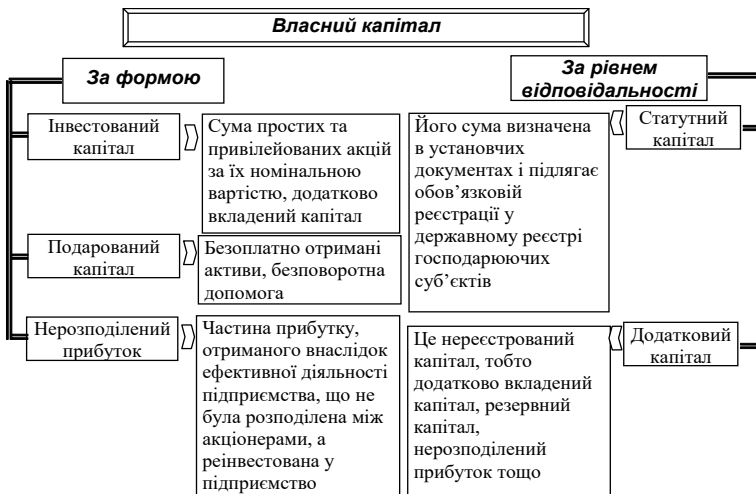 Власний капітал
За формою
Інвестований
капітал
Сума простих та
привілейованих акцій
за їх номінальною
вартістю, додатково
вкладений капітал
Подарований
капітал
Безоплатно отримані
активи, безповоротна
допомога
Нерозподілений
прибуток
Частина прибутку,
отриманого внаслідок
ефективної діяльності
підприємства, що не
була розподілена між
акціонерами, а
реінвестована у
підприємство
За рівнем
відповідальності
Статутний
капітал
Його сума визначена
в установчих
документах і підлягає
обов’язковій
реєстрації у
державному реєстрі
господарюючих
суб’єктів
Додатковий
капітал
Це нереєстрований
капітал, тобто
додатково вкладений
капітал, резервний
капітал,
нерозподілений
прибуток тощо